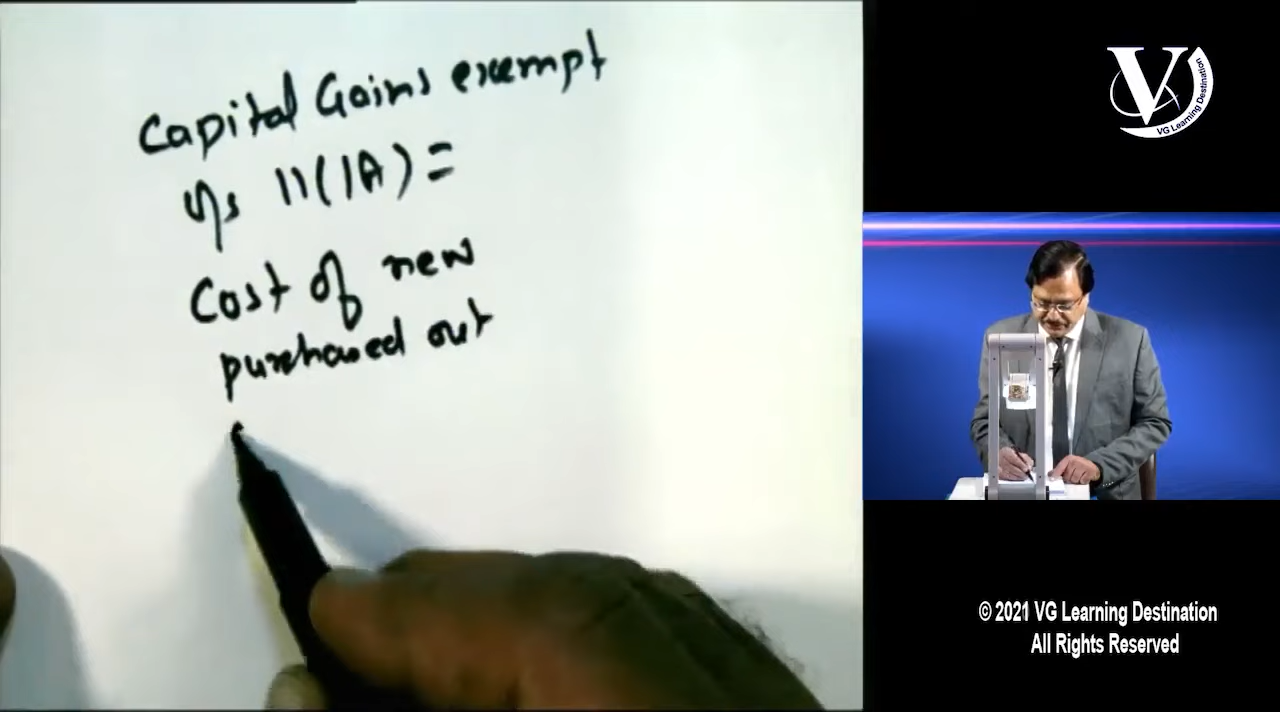 Capital Gains exempt
u/s 11(1A) =
Cost of new
purchased out
V
VG Learning Destination
© 2021 VG Learning Destination
All Rights Reserved